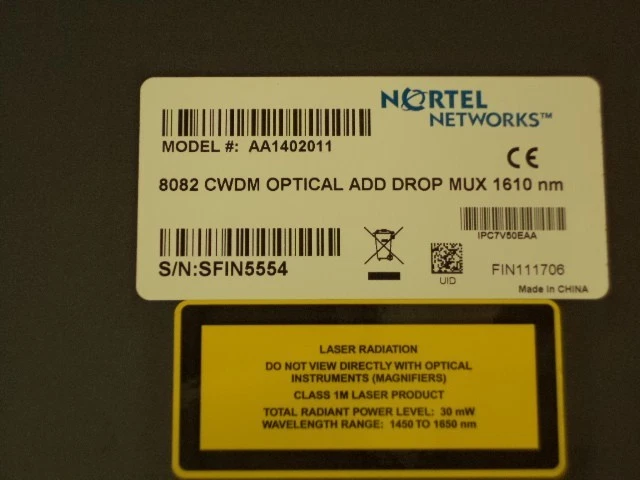 NORTEL
NETWORKS™
MODEL #: AA1402011
CE
8082 CWDM OPTICAL ADD DROP MUX 1610 nm
IPC7V50EAA
S/N:SFIN5554
UID
FIN111706
Made in CHINA
LASER RADIATION
DO NOT VIEW DIRECTLY WITH OPTICAL
INSTRUMENTS (MAGNIFIERS)
CLASS 1M LASER PRODUCT
TOTAL RADIANT POWER LEVEL: 30 mW
WAVELENGTH RANGE: 1450 TO 1650 nm